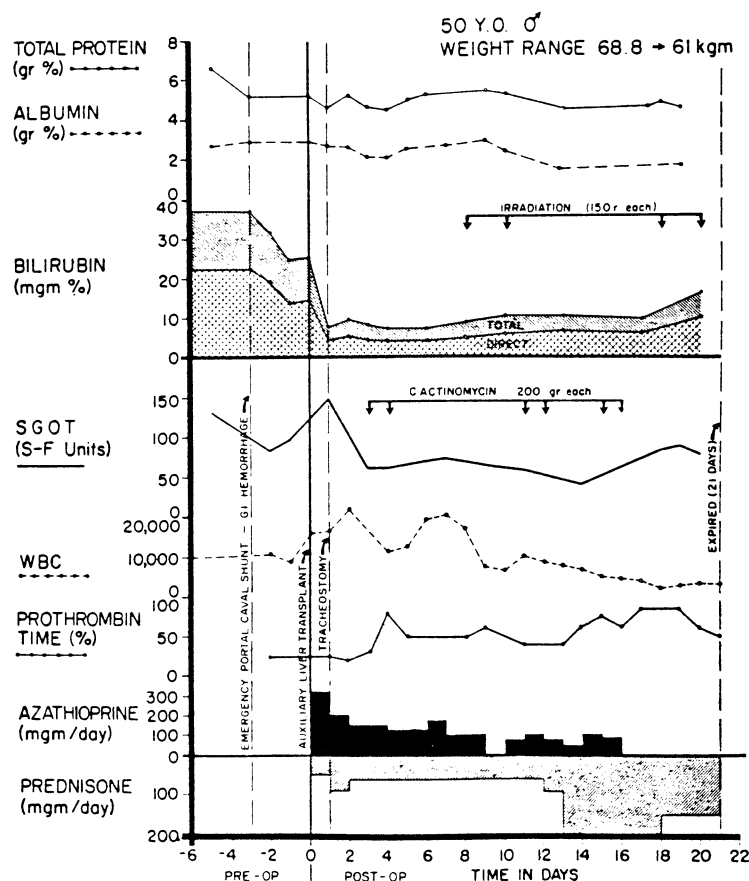 50 Y.O. ♂
WEIGHT RANGE 68.8 → 61 kgm
TOTAL PROTEIN
(gr %)
ALBUMIN
(gr %)
8
6
4
2
0
IRRADIATION (150 r each)
BILIRUBIN
(mgm %)
40
30
20
10
0
TOTAL
DIRECT
C ACTINOMYCIN 200 gr each
SGOT
(S-F Units)
150
100
50
0
WBC
20,000
10,000
0
PROTHROMBIN
TIME (%)
100
50
0
EMERGENCY PORTAL CAVAL SHUNT - GI HEMORRHAGE
AUXILIARY LIVER TRANSPLANT
TRACHEOSTOMY
EXPIRED (21 DAYS)
AZATHIOPRINE
(mgm/day)
300
200
100
0
PREDNISONE
(mgm/day)
100
200
-6 -4 -2 0 2 4 6 8 10 12 14 16 18 20 22
PRE-OP POST-OP TIME IN DAYS